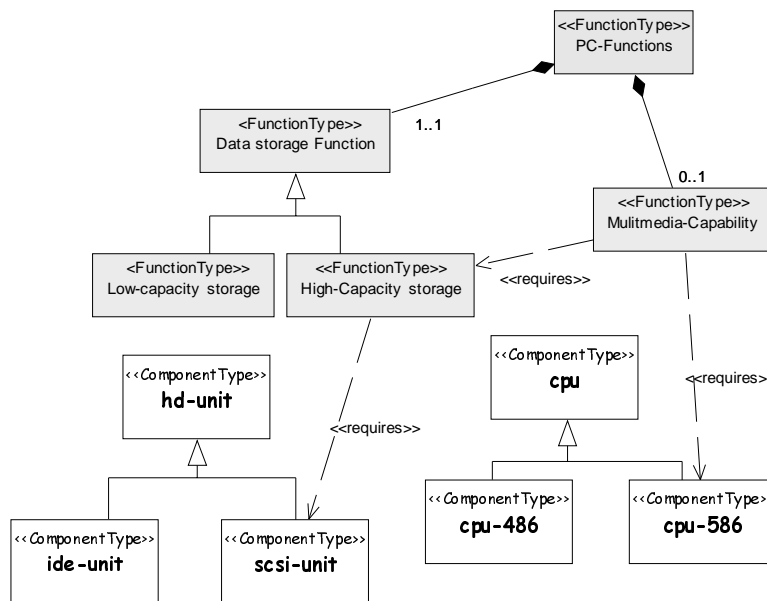 <<FunctionType>>
PC-Functions
1..1
<FunctionType>>
Data storage Function
0..1
<<FunctionType>>
Mulitmedia-Capability
<FunctionType>>
Low-capacity storage
<<FunctionType>>
High-Capacity storage
<<requires>>
<<ComponentType>>
hd-unit
<<ComponentType>>
cpu
<<requires>>
<<requires>
<<ComponentType>>
ide-unit
<<ComponentType>>
scsi-unit
<<ComponentType>>
cpu-486
<<ComponentType>>
cpu-586